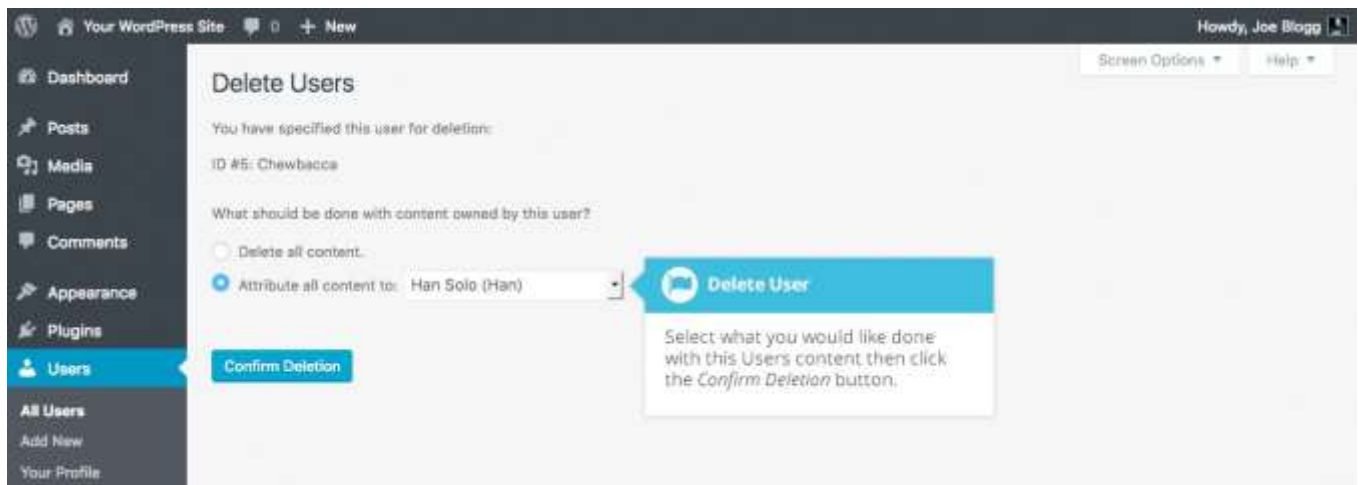 Your WordPress Site 0 + New Howdy, Joe Blogg
Screen Options Help
Dashboard
Posts
Media
Pages
Comments
Appearance
Plugins
Users
All Users
Add New
Your Profile
Delete Users
You have specified this user for deletion:
ID #5: Chewbacca
What should be done with content owned by this user?
Delete all content.
Attribute all content to: Han Solo (Han)
Confirm Deletion
Delete User
Select what you would like done
with this Users content then click
the Confirm Deletion button.